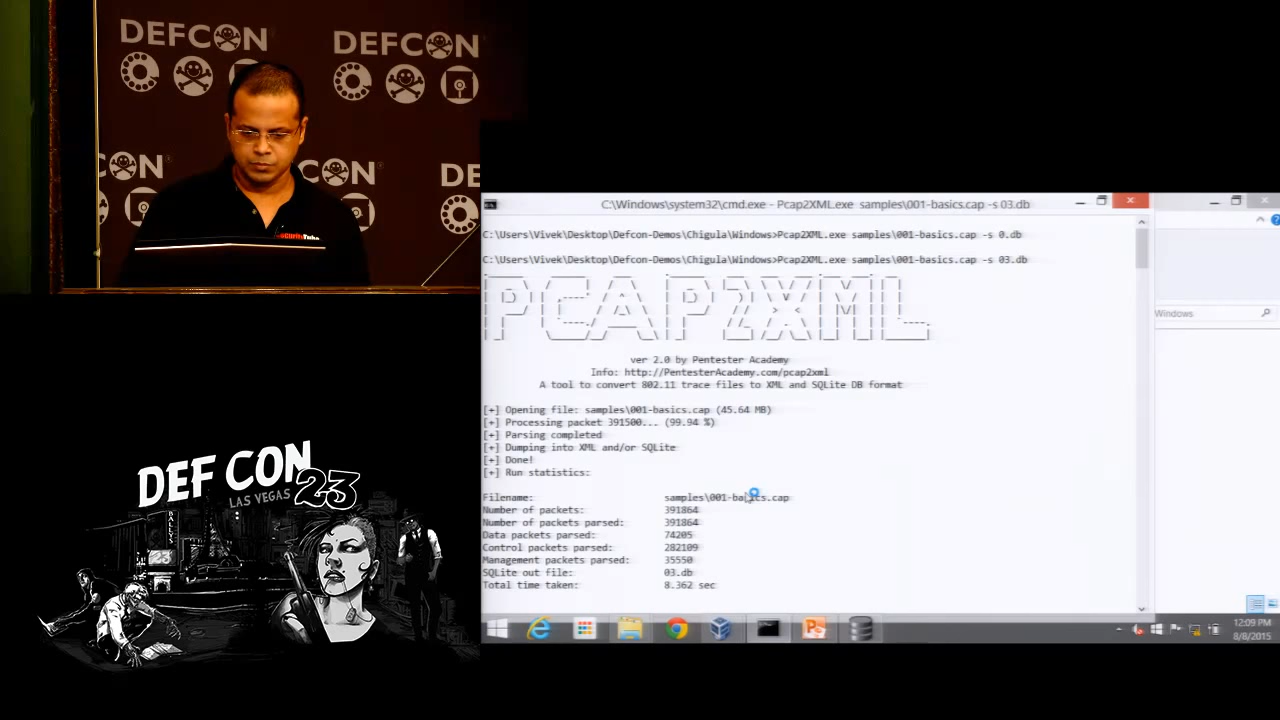 DEFCON
DEFCON
DEFCON
DEFCON
DE
C:\Windows\system32\cmd.exe - Pcap2XML.exe samples\001-basics.cap -s 03.db
C:\Users\Vivek\Desktop\Defcon-Demos\Chigula\Windows>Pcap2XML.exe samples\001-basics.cap -s 0.db
C:\Users\Vivek\Desktop\Defcon-Demos\Chigula\Windows>Pcap2XML.exe samples\001-basics.cap -s 03.db
PCAP2XML
ver 2.0 by Pentester Academy
Info: http://PentesterAcademy.com/pcap2xml
A tool to convert 802.11 trace files to XML and SQLite DB format
[+] Opening file: samples\001-basics.cap (45.64 MB)
[+] Processing packet 391500... (99.94 %)
[+] Parsing completed
[+] Dumping into XML and/or SQLite
[+] Done!
[+] Run statistics:
Filename: samples\001-basics.cap
Number of packets: 391864
Number of packets parsed: 391864
Data packets parsed: 74205
Control packets parsed: 282109
Management packets parsed: 35550
SQLite out file: 03.db
Total time taken: 8.362 sec
Windows
12:09 PM
8/8/2015
DEF CON 23
LAS VEGAS
BALLYS